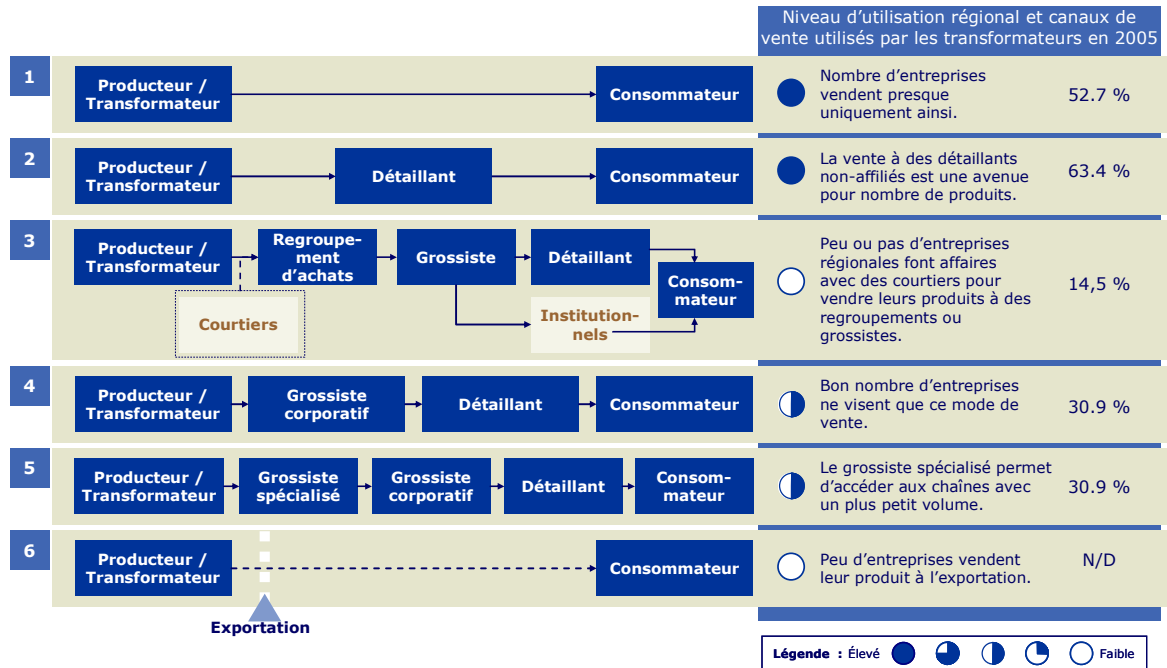 Niveau d’utilisation régional et canaux de
vente utilisés par les transformateurs en 2005
1
Producteur /
Transformateur
Consommateur
Nombre d’entreprises
vendent presque
uniquement ainsi.
52.7 %
2
Producteur /
Transformateur
Détaillant
Consommateur
La vente à des détaillants
non-affiliés est une avenue
pour nombre de produits.
63.4 %
3
Producteur /
Transformateur
Regroupe-
ment
d’achats
Grossiste
Détaillant
Consom-
mateur
Courtiers
Institution-
nels
Peu ou pas d’entreprises
régionales font affaires
avec des courtiers pour
vendre leurs produits à des
regroupements ou
grossistes.
14,5 %
4
Producteur /
Transformateur
Grossiste
corporatif
Détaillant
Consommateur
Bon nombre d’entreprises
ne visent que ce mode de
vente.
30.9 %
5
Producteur /
Transformateur
Grossiste
spécialisé
Grossiste
corporatif
Détaillant
Consom-
mateur
Le grossiste spécialisé permet
d’accéder aux chaînes avec
un plus petit volume.
30.9 %
6
Producteur /
Transformateur
Consommateur
Peu d’entreprises vendent
leur produit à l’exportation.
N/D
Exportation
Légende : Élevé Faible